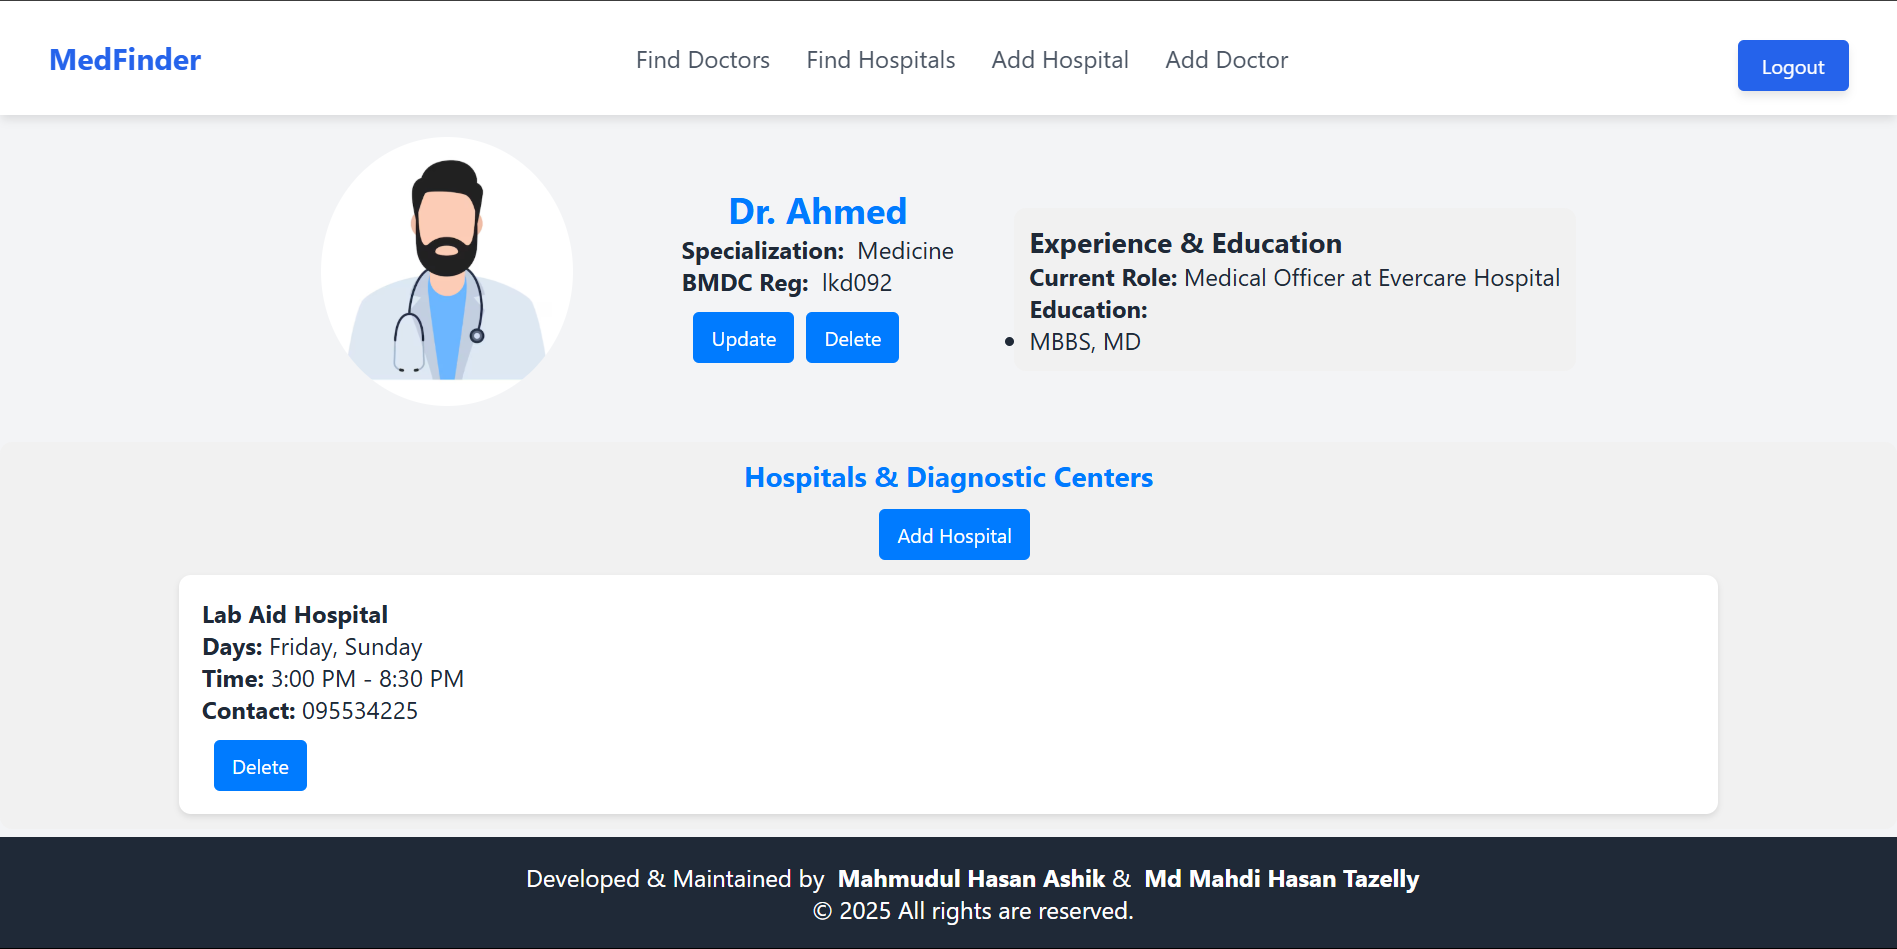 MedFinder
Find Doctors Find Hospitals Add Hospital Add Doctor
Logout
Dr. Ahmed
Specialization: Medicine
BMDC Reg: lkd092
Update Delete
Experience & Education
Current Role: Medical Officer at Evercare Hospital
Education:
• MBBS, MD
Hospitals & Diagnostic Centers
Add Hospital
Lab Aid Hospital
Days: Friday, Sunday
Time: 3:00 PM - 8:30 PM
Contact: 095534225
Delete
Developed & Maintained by Mahmudul Hasan Ashik & Md Mahdi Hasan Tazelly
© 2025 All rights are reserved.